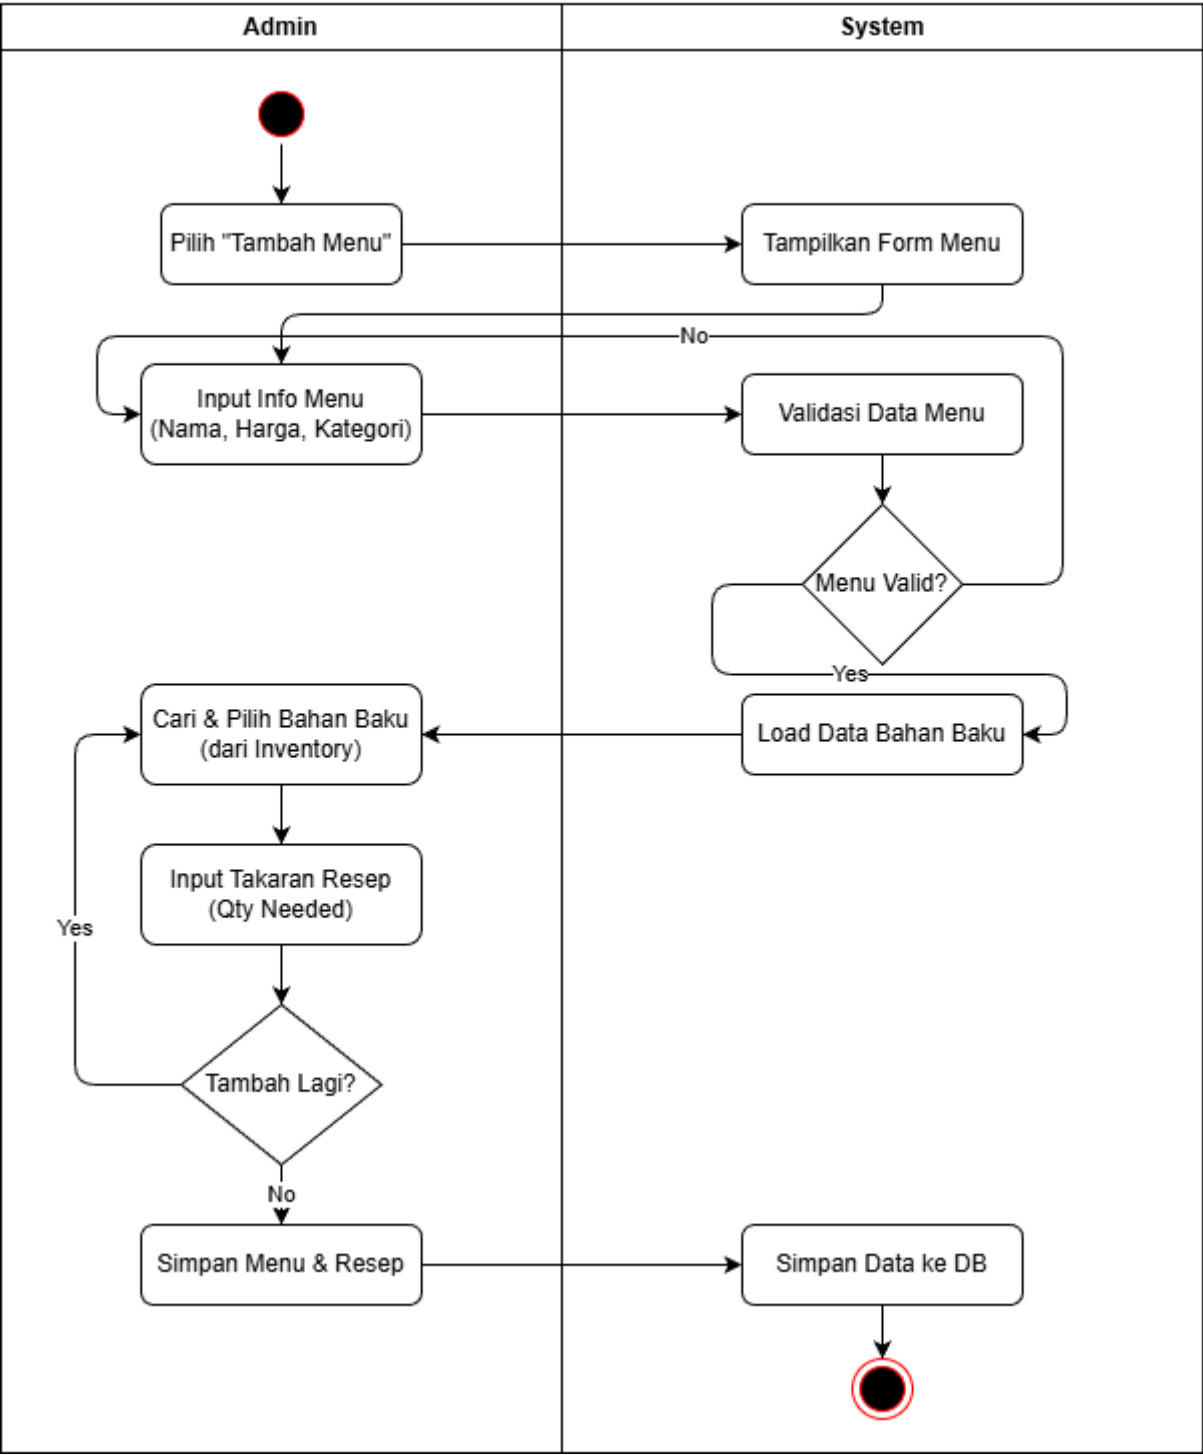 Admin
System
Pilih "Tambah Menu"
Tampilkan Form Menu
No
Input Info Menu
(Nama, Harga, Kategori)
Validasi Data Menu
Menu Valid?
Yes
Cari & Pilih Bahan Baku
(dari Inventory)
Load Data Bahan Baku
Input Takaran Resep
(Qty Needed)
Yes
Tambah Lagi?
No
Simpan Menu & Resep
Simpan Data ke DB